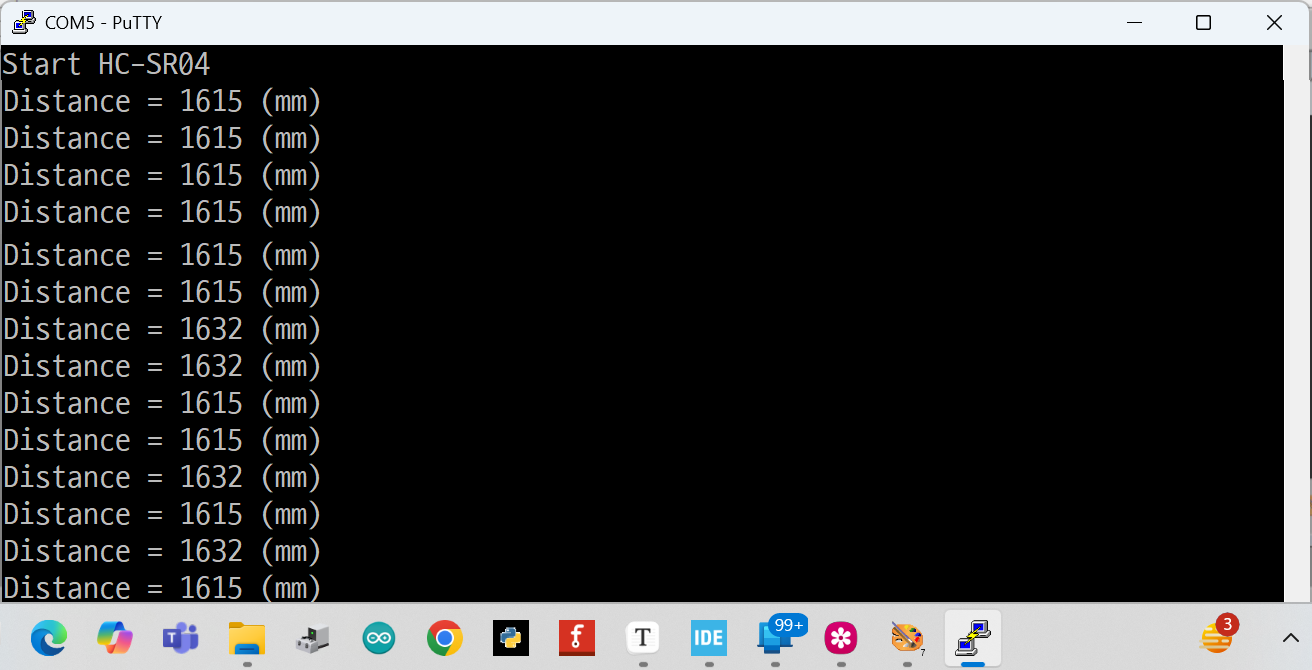 COM5 - PuTTY
Start HC-SR04
Distance = 1615 (mm)
Distance = 1615 (mm)
Distance = 1615 (mm)
Distance = 1615 (mm)
Distance = 1615 (mm)
Distance = 1615 (mm)
Distance = 1632 (mm)
Distance = 1632 (mm)
Distance = 1615 (mm)
Distance = 1615 (mm)
Distance = 1632 (mm)
Distance = 1615 (mm)
Distance = 1632 (mm)
Distance = 1615 (mm)
T f T IDE 99+ 7 3